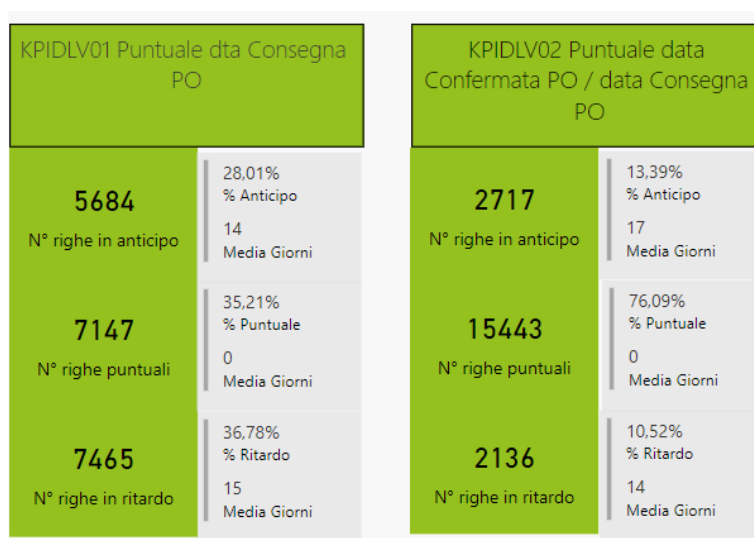 KPIDLV01 Puntuale dta Consegna
PO
5684
N° righe in anticipo
28,01%
% Anticipo
14
Media Giorni
7147
N° righe puntuali
35,21%
% Puntuale
0
Media Giorni
7465
N° righe in ritardo
36,78%
% Ritardo
15
Media Giorni
KPIDLV02 Puntuale data
Confermata PO / data Consegna
PO
2717
N° righe in anticipo
13,39%
% Anticipo
17
Media Giorni
15443
N° righe puntuali
76,09%
% Puntuale
0
Media Giorni
2136
N° righe in ritardo
10,52%
% Ritardo
14
Media Giorni